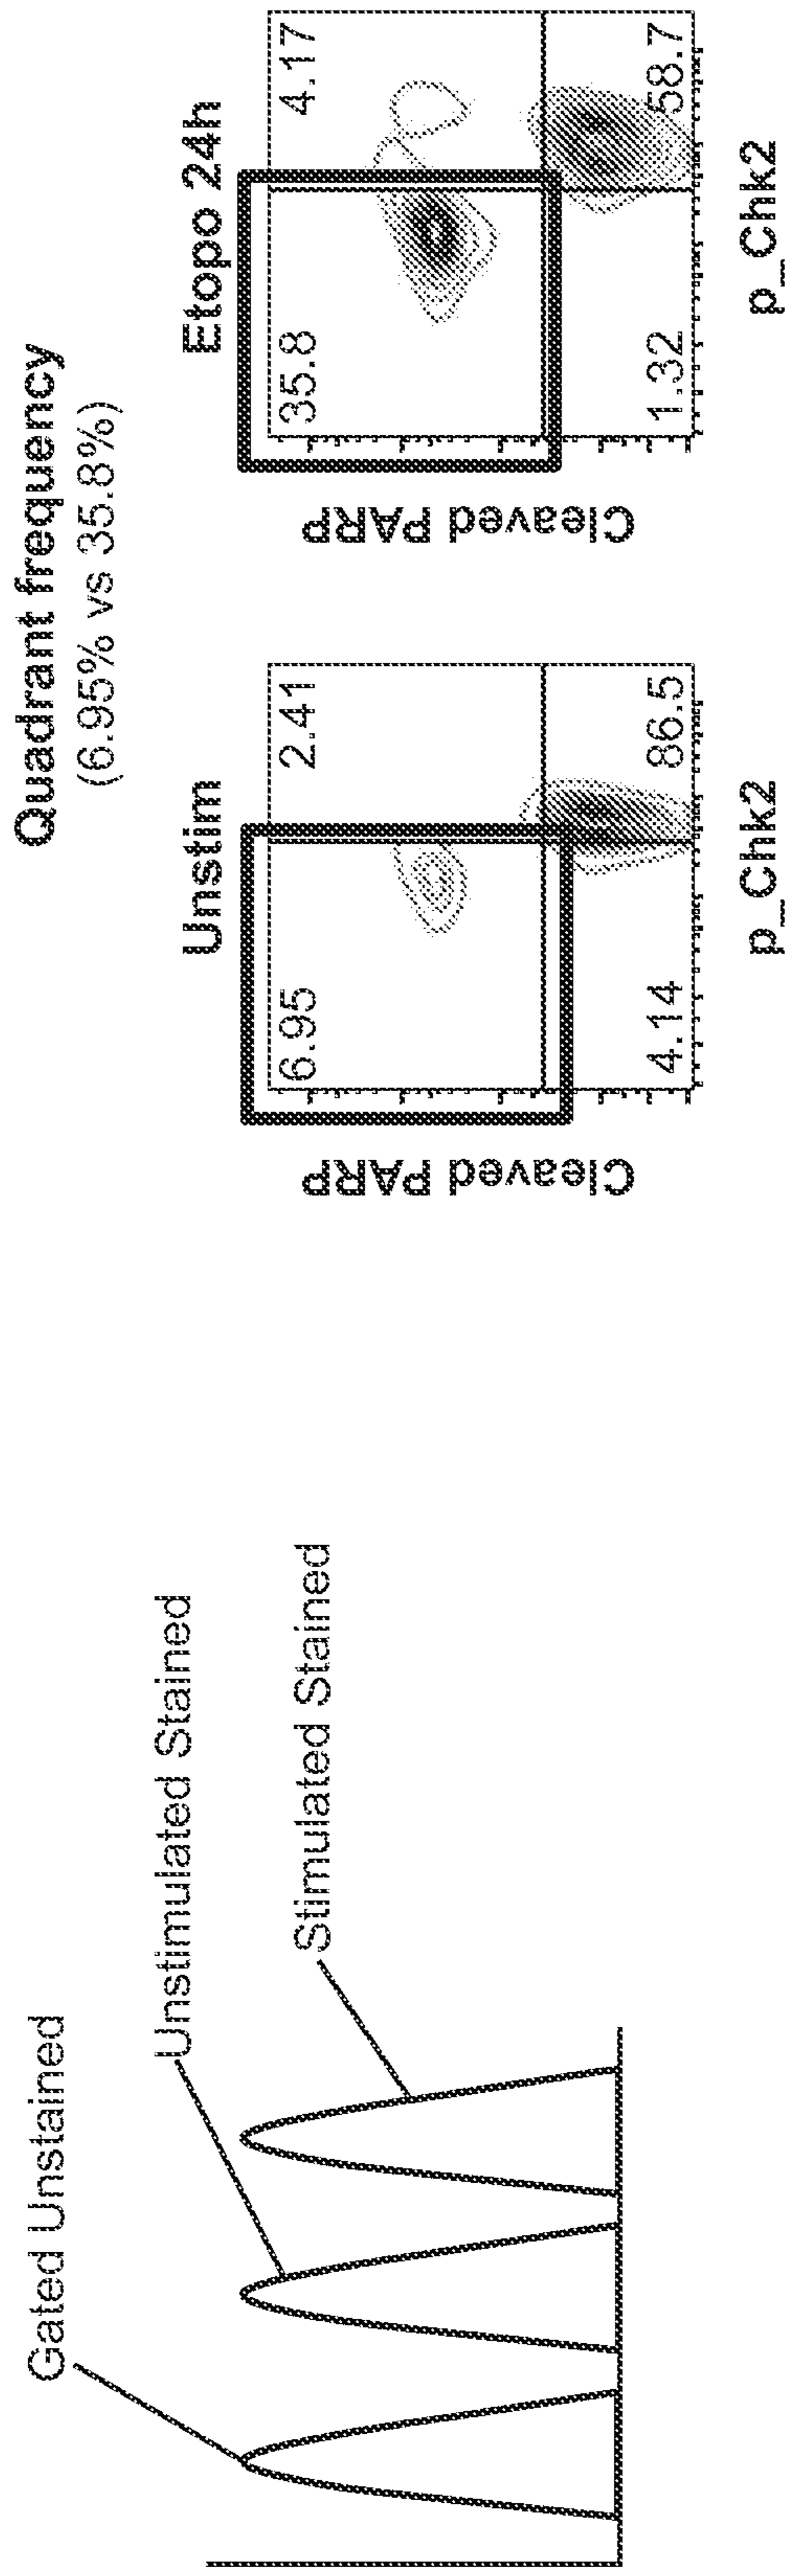 Gated Unstained
Unstimulated Stained
Stimulated Stained
Quadrant frequency
(6.95% vs 35.8%)
Unstim
Cleaved PARP
6.95
2.41
4.14
86.5
p_Chk2
Etopo 24h
Cleaved PARP
35.8
4.17
1.32
58.7
p_Chk2